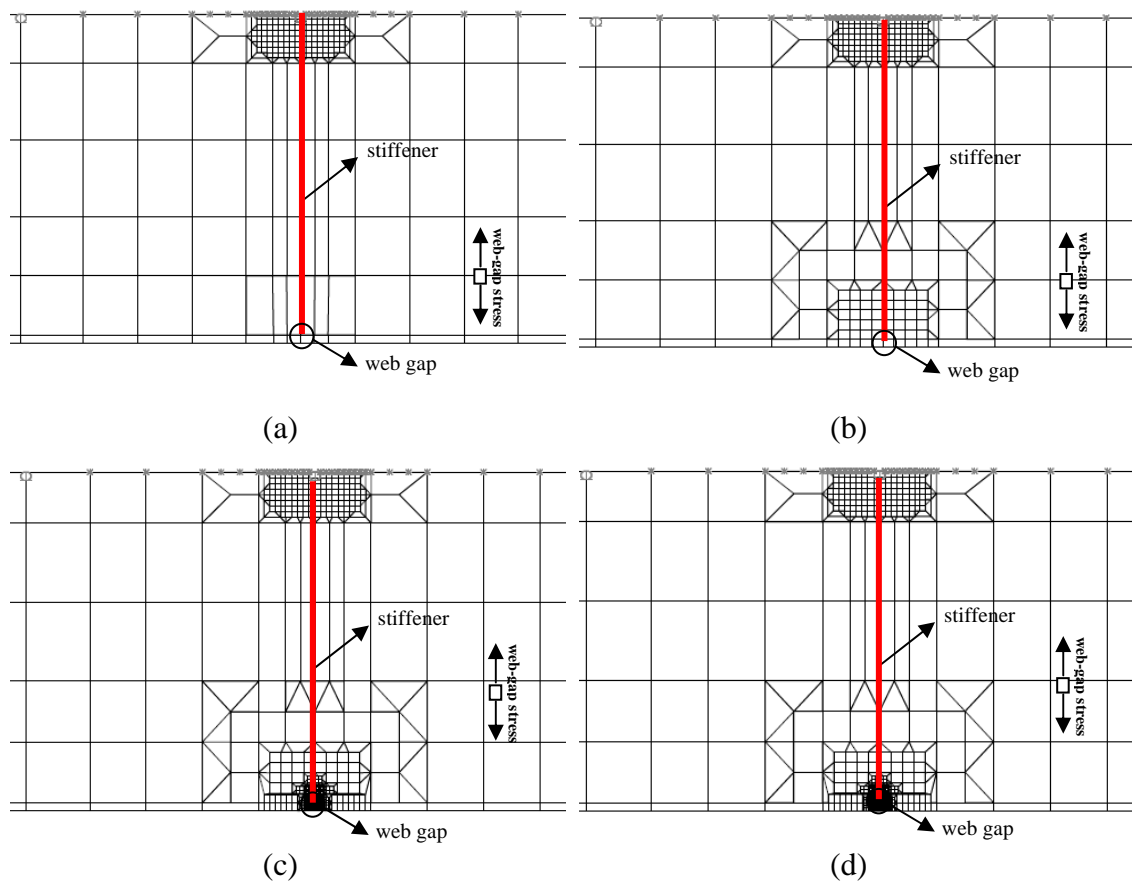 stiffener
web-gap stress
web gap
(a)
stiffener
web-gap stress
web gap
(b)
stiffener
web-gap stress
web gap
(c)
stiffener
web-gap stress
web gap
(d)